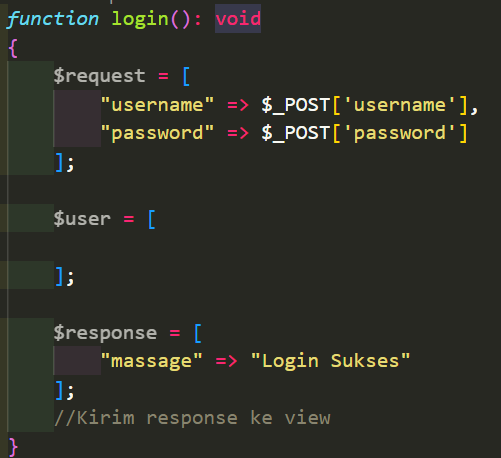 function login(): void
{
    $request = [
        "username" => $_POST['username'],
        "password" => $_POST['password']
    ];
    $user = [
    ];
    $response = [
        "massage" => "Login Sukses"
    ];
    //Kirim response ke view
}